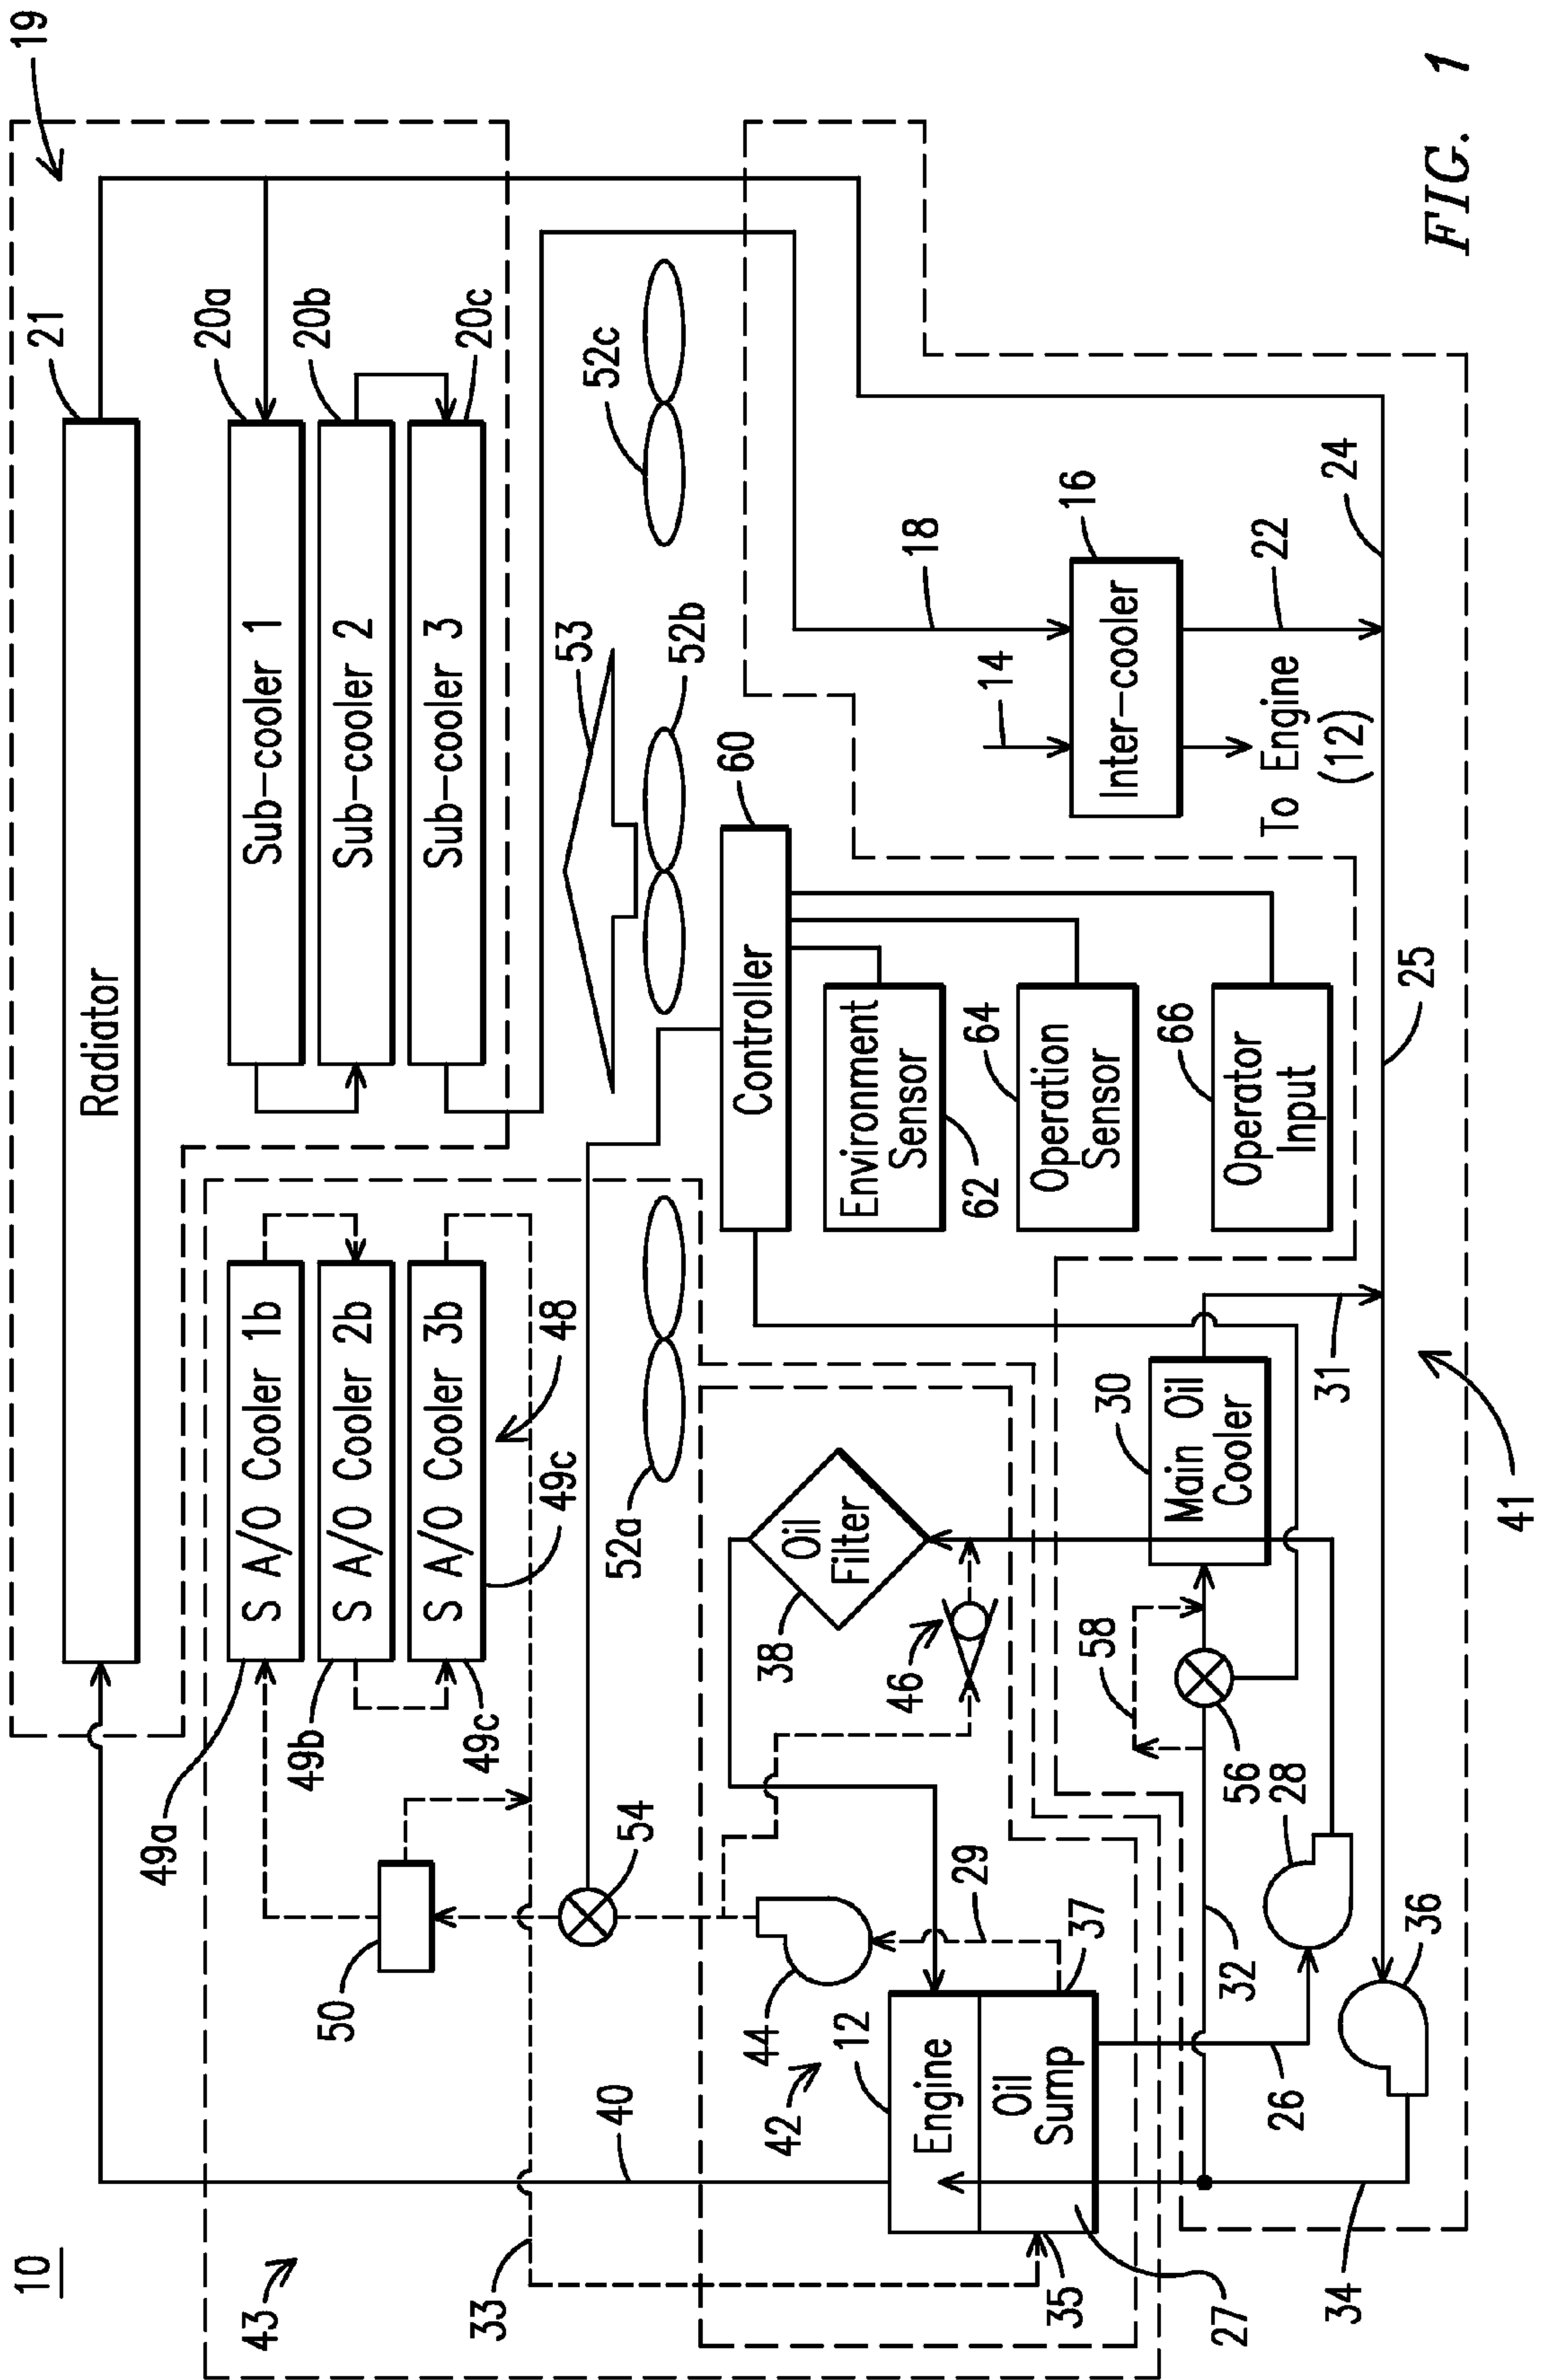 10
19
21
Radiator
20a
Sub-cooler 1
20b
Sub-cooler 2
20c
Sub-cooler 3
49a
S A/O Cooler 1b
49b
S A/O Cooler 2b
49c
S A/O Cooler 3b
48
49c
43
50
33
40
54
53
52a
52b
52c
60
Controller
Environment
Sensor
62
64
Operation
Sensor
66
Operator
Input
38
Oil
Filter
46
44
42
12
Engine
Oil
Sump
29
37
35
27
14
18
16
Inter-cooler
22
To Engine
(12)
24
25
30
Main Oil
Cooler
31
58
56
28
32
26
36
34
41
FIG. 1